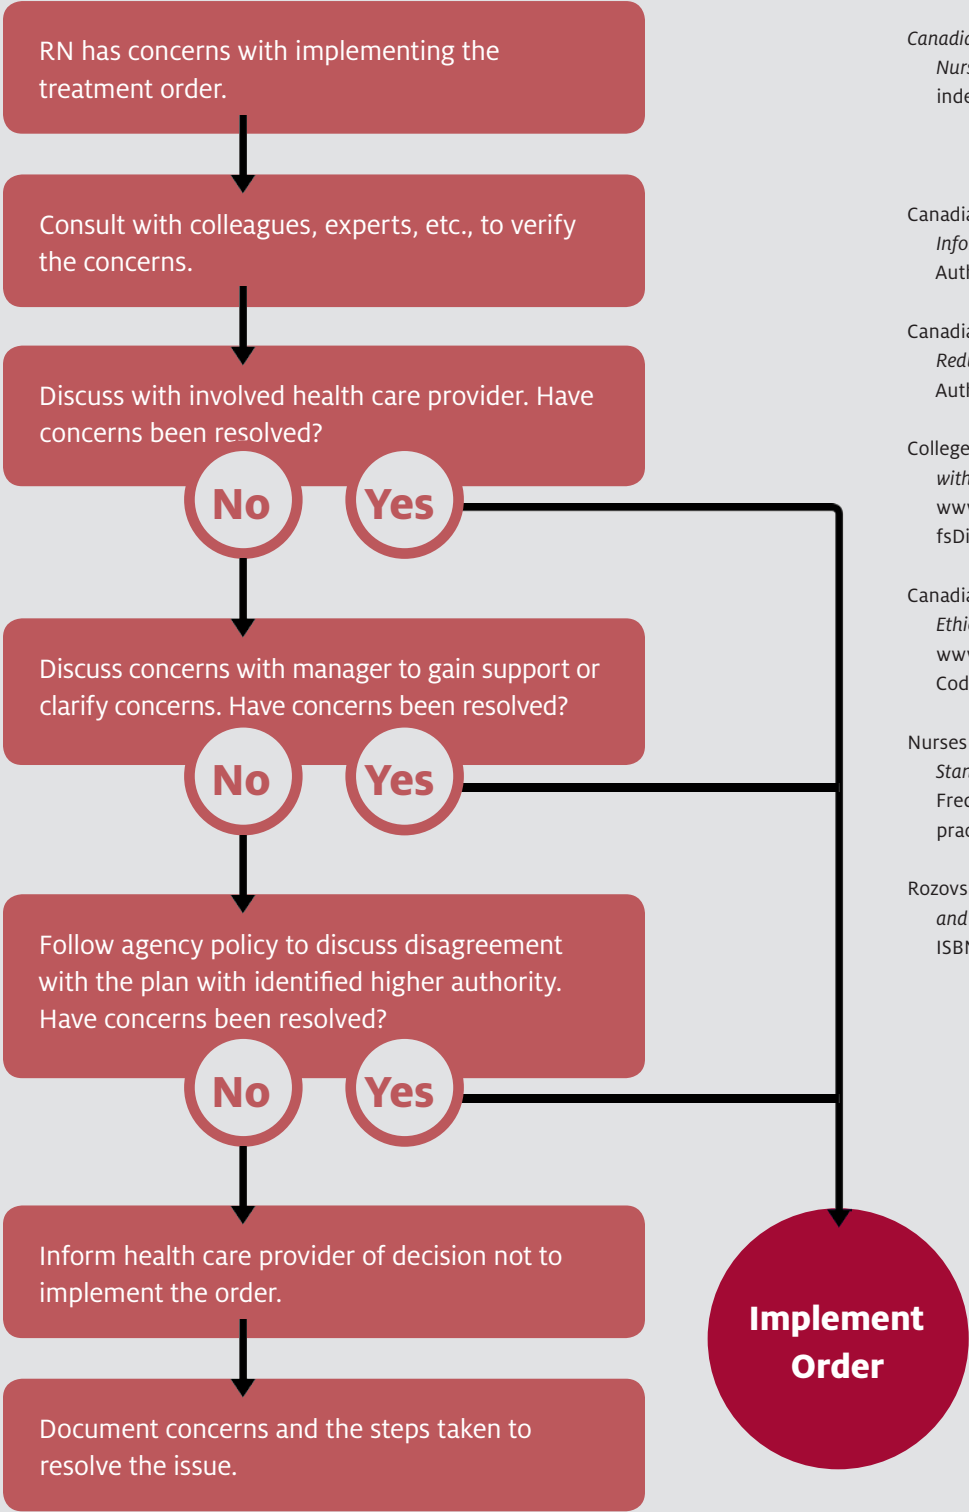 RN has concerns with implementing the
treatment order.
Consult with colleagues, experts, etc., to verify
the concerns.
Discuss with involved health care provider. Have
concerns been resolved?
No
Yes
Discuss concerns with manager to gain support or
clarify concerns. Have concerns been resolved?
No
Yes
Follow agency policy to discuss disagreement
with the plan with identified higher authority.
Have concerns been resolved?
No
Yes
Inform health care provider of decision not to
implement the order.
Document concerns and the steps taken to
resolve the issue.
Implement
Order
College
with
Nurses
and